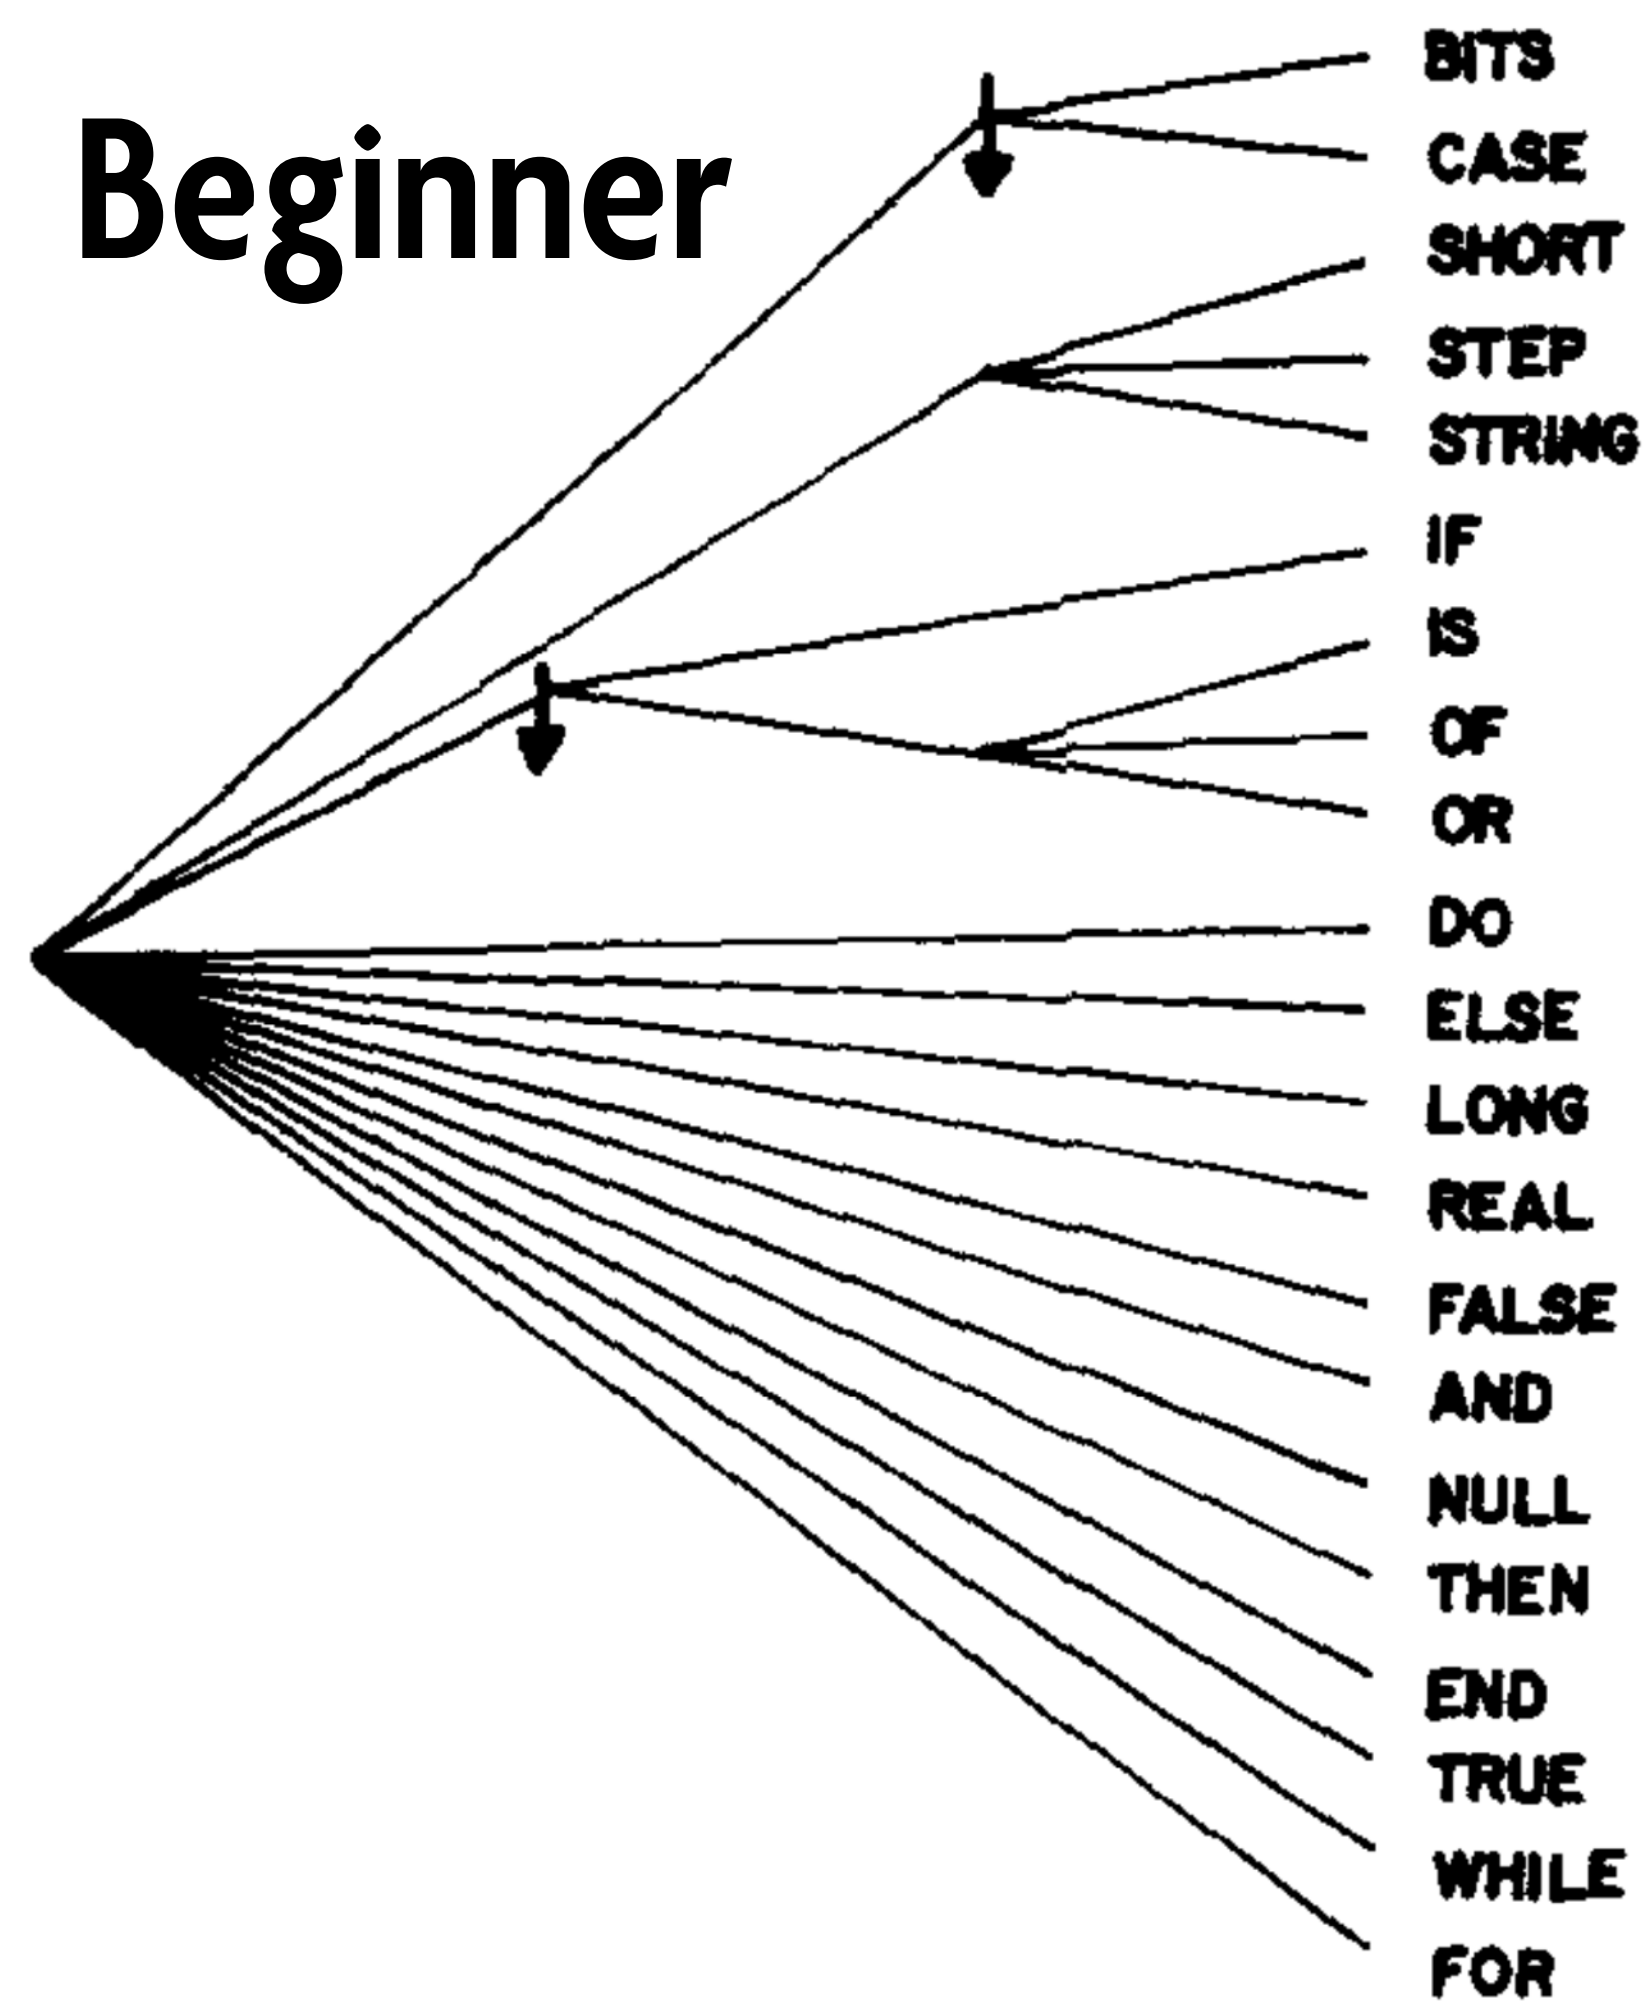 Beginner
BITS
CASE
SHORT
STEP
STRING
IF
IS
OF
OR
DO
ELSE
LONG
REAL
FALSE
AND
NULL
THEN
END
TRUE
WHILE
FOR